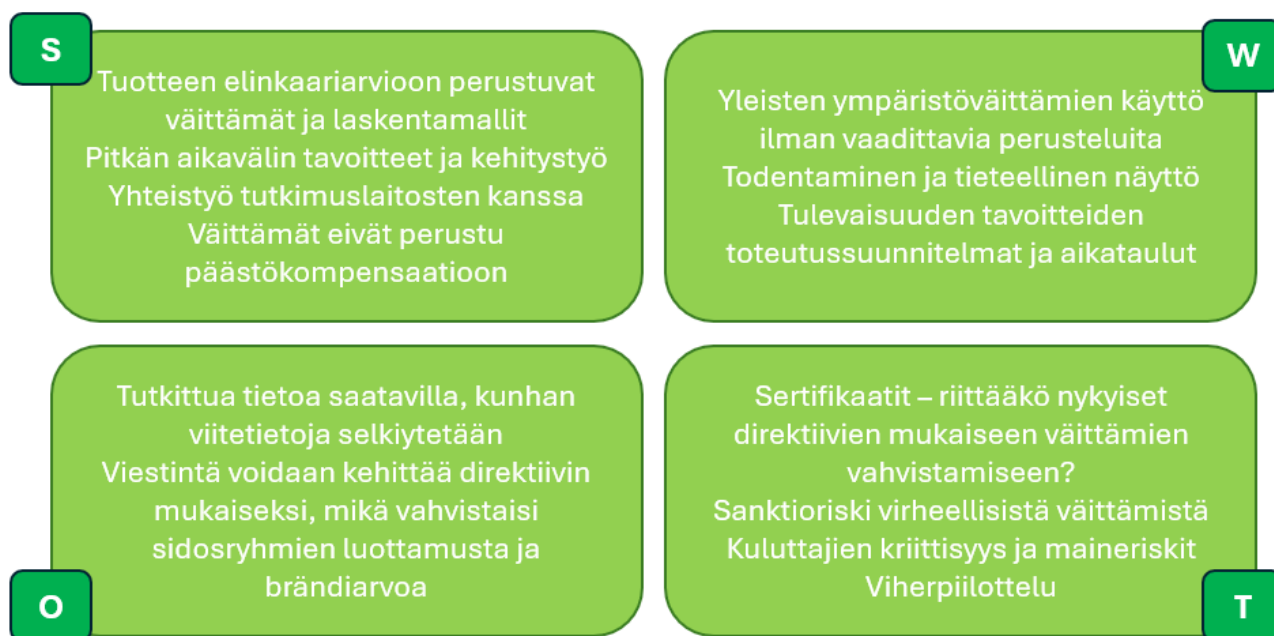 S
Tuotteen elinkaariarvioon perustuvat
väittämät ja laskentamallit
Pitkän aikavälin tavoitteet ja kehitystyö
Yhteistyö tutkimuslaitosten kanssa
Väittämät eivät perustu
päästökompensaatioon
W
Yleisten ympäristöväittämien käyttö
ilman vaadittavia perusteluita
Todentaminen ja tieteellinen näyttö
Tulevaisuuden tavoitteiden
toteutussuunnitelmat ja aikataulut
Tutkittua tietoa saatavilla, kunhan
viitetietoja selkiytetään
Viestintä voidaan kehittää direktiivin
mukaiseksi, mikä vahvistaisi
sidosryhmien luottamusta ja
brändiarvoa
O
Sertifikaatit – riittääkö nykyiset
direktiivien mukaiseen väittämien
vahvistamiseen?
Sanktioriski virheellisistä väittämistä
Kuluttajien kriittisyys ja maineriskit
Viherpiilottelu
T